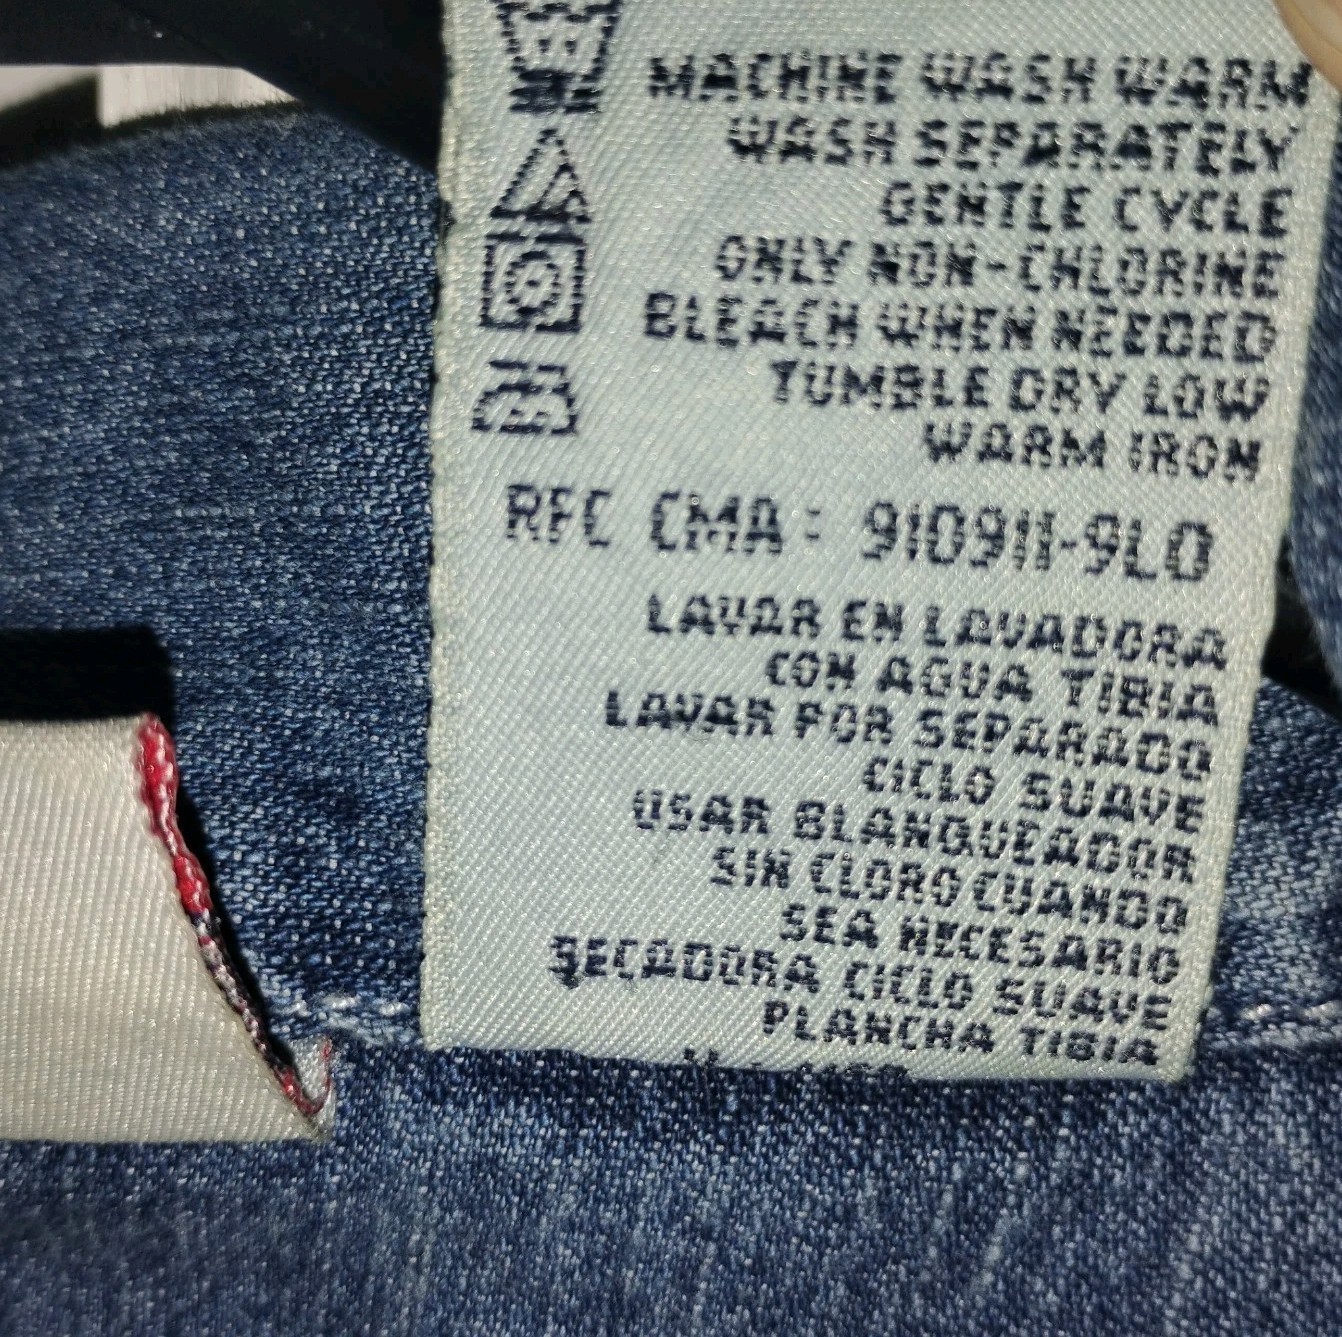 MACHINE WASH WARM
WASH SEPARATELY
GENTLE CYCLE
ONLY NON-CHLORINE
BLEACH WHEN NEEDED
TUMBLE DRY LOW
WARM IRON
RFC CMA: 910911-9L0
LAVAR EN LAVADORA
CON AGUA TIBIA
LAVAR POR SEPARADO
CICLO SUAVE
USAR BLANQUEADOR
SIN CLORO CUANDO
SEA NECESARIO
SECADORA CICLO SUAVE
PLANCHA TIBIA